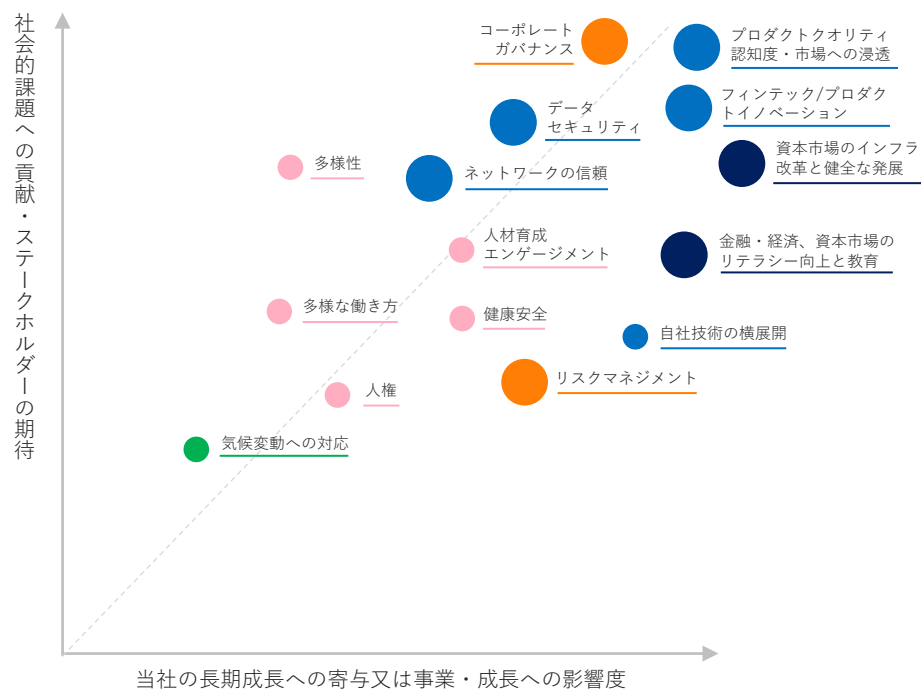 社会的課題への貢献・ステークホルダーの期待
コーポレート
ガバナンス
プロダクトクオリティ
認知度・市場への浸透
データ
セキュリティ
フィンテック/プロダク
トイノベーション
多様性
ネットワークの信頼
資本市場のインフラ
改革と健全な発展
人材育成
エンゲージメント
金融・経済、資本市場の
リテラシー向上と教育
多様な働き方
健康安全
自社技術の横展開
リスクマネジメント
人権
気候変動への対応
当社の長期成長への寄与又は事業・成長への影響度